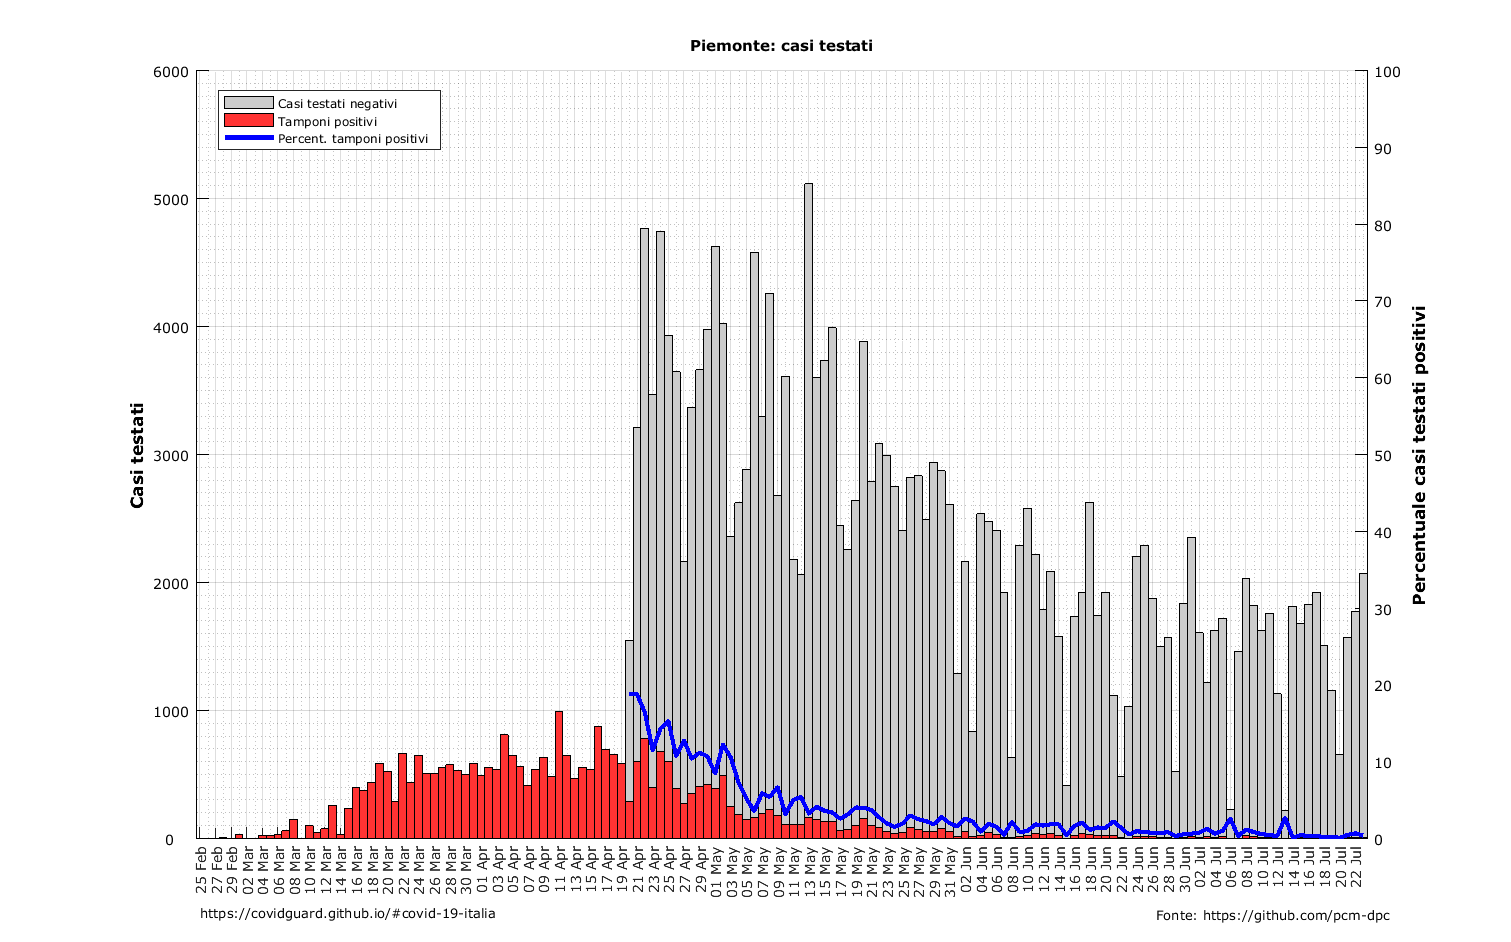 Piemonte: casi testati
6000
5000
4000
3000
2000
1000
0
Casi testati
Casi testati negativi
Tamponi positivi
Percent. tamponi positivi
100
90
80
70
60
50
40
30
20
10
0
Percentuale casi testati positivi
25 Feb
27 Feb
29 Feb
02 Mar
04 Mar
06 Mar
08 Mar
10 Mar
12 Mar
14 Mar
16 Mar
18 Mar
20 Mar
22 Mar
24 Mar
26 Mar
28 Mar
30 Mar
01 Apr
03 Apr
05 Apr
07 Apr
09 Apr
11 Apr
13 Apr
15 Apr
17 Apr
19 Apr
21 Apr
23 Apr
25 Apr
27 Apr
29 Apr
01 May
03 May
05 May
07 May
09 May
11 May
13 May
15 May
17 May
19 May
21 May
23 May
25 May
27 May
29 May
31 May
02 Jun
04 Jun
06 Jun
08 Jun
10 Jun
12 Jun
14 Jun
16 Jun
18 Jun
20 Jun
22 Jun
24 Jun
26 Jun
28 Jun
30 Jun
02 Jul
04 Jul
06 Jul
08 Jul
10 Jul
12 Jul
14 Jul
16 Jul
18 Jul
20 Jul
22 Jul
https://covidguard.github.io/#covid-19-italia
Fonte: https://github.com/pcm-dpc